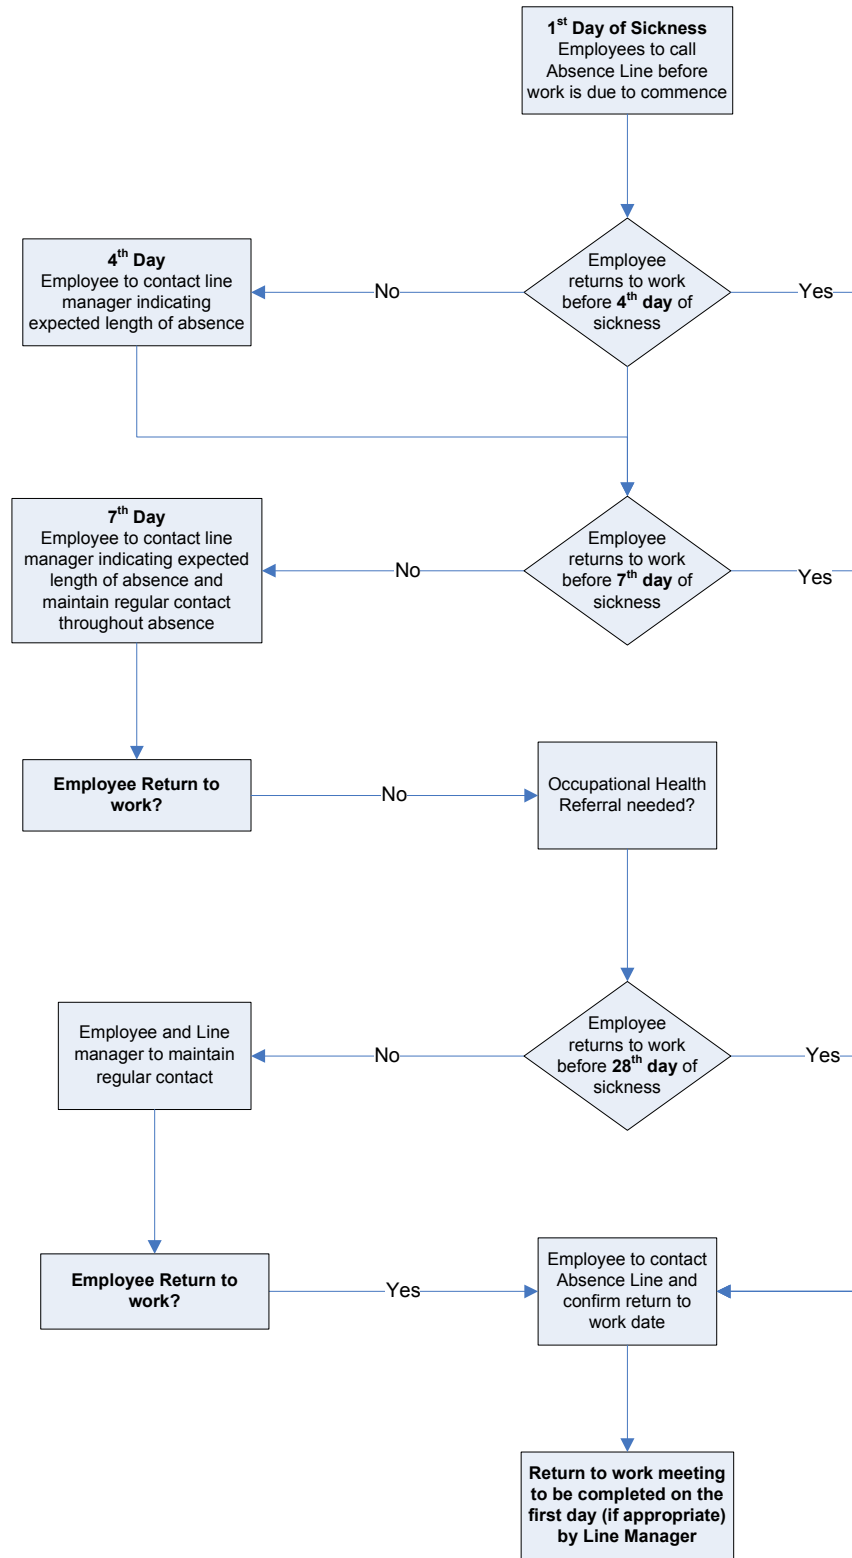 1st Day of Sickness
Employees to call
Absence Line before
work is due to commence
4th Day
Employee to contact line
manager indicating
expected length of absence
No
Employee
returns to work
before 4th day of
sickness
Yes
7th Day
Employee to contact line
manager indicating expected
length of absence and
maintain regular contact
throughout absence
No
Employee
returns to work
before 7th day of
sickness
Yes
Employee Return to
work?
No
Occupational Health
Referral needed?
Employee and Line
manager to maintain
regular contact
No
Employee
returns to work
before 28th day of
sickness
Yes
Employee Return to
work?
Yes
Employee to contact
Absence Line and
confirm return to
work date
Return to work meeting
to be completed on the
first day (if appropriate)
by Line Manager